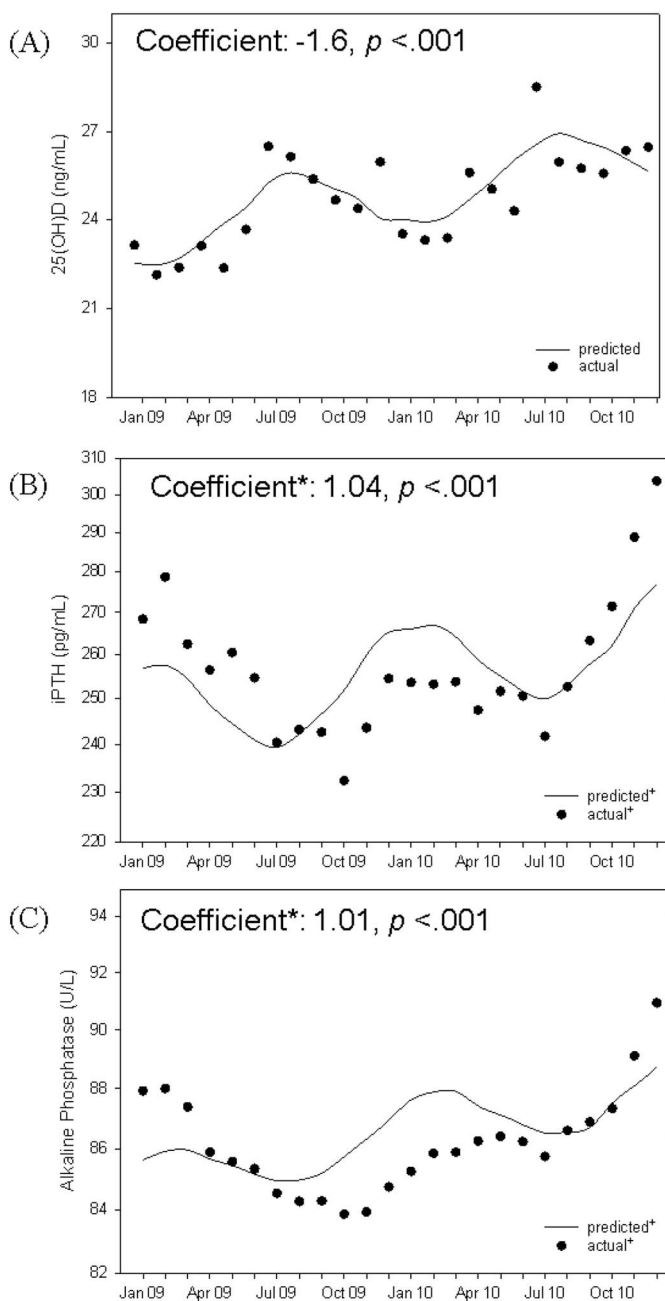 (A)
Coefficient: -1.6, p <.001
25(OH)D (ng/mL)
30
27
24
21
18
predicted
actual
Jan 09 Apr 09 Jul 09 Oct 09 Jan 10 Apr 10 Jul 10 Oct 10
(B)
Coefficient*: 1.04, p <.001
iPTH (pg/mL)
310
300
290
280
270
260
250
240
230
220
predicted⁺
actual⁺
Jan 09 Apr 09 Jul 09 Oct 09 Jan 10 Apr 10 Jul 10 Oct 10
(C)
Coefficient*: 1.01, p <.001
Alkaline Phosphatase (U/L)
94
92
90
88
86
84
82
predicted⁺
actual⁺
Jan 09 Apr 09 Jul 09 Oct 09 Jan 10 Apr 10 Jul 10 Oct 10